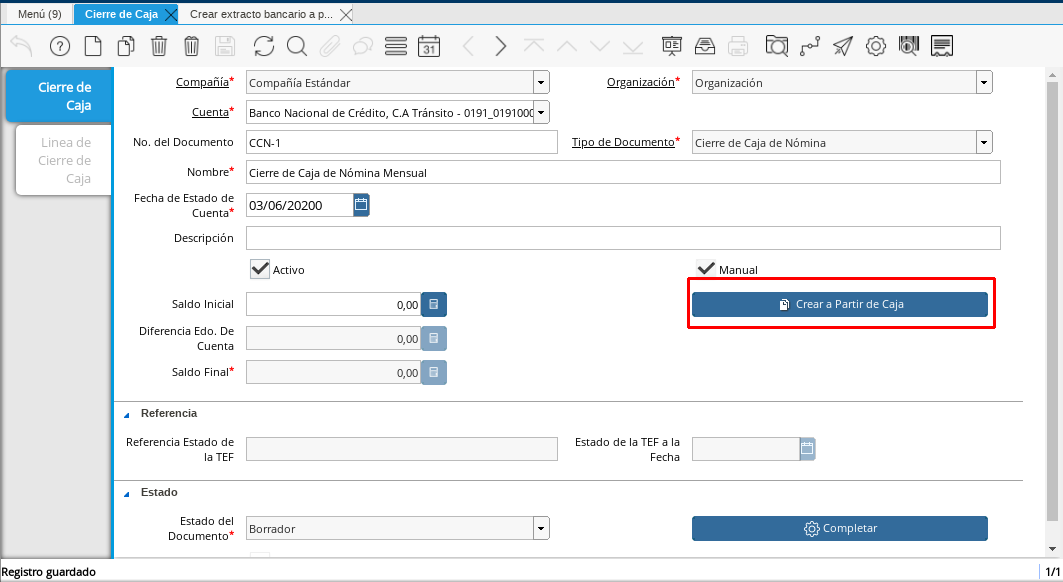 Menú (9) Cierre de Caja Crear extracto bancario a p...
31
Cierre de
Caja
Linea de
Cierre de
Caja
Compañía* Compañía Estándar Organización* Organización
Cuenta* Banco Nacional de Crédito, C.A Tránsito - 0191_0191000
No. del Documento CCN-1 Tipo de Documento* Cierre de Caja de Nómina
Nombre* Cierre de Caja de Nómina Mensual
Fecha de Estado de
Cuenta* 03/06/20200
Descripción
Activo Manual
Saldo Inicial 0,00 Crear a Partir de Caja
Diferencia Edo. De
Cuenta 0,00
Saldo Final* 0,00
Referencia
Referencia Estado de
la TEF
Estado de la TEF a la
Fecha
Estado
Estado del
Documento* Borrador Completar
Registro guardado 1/1